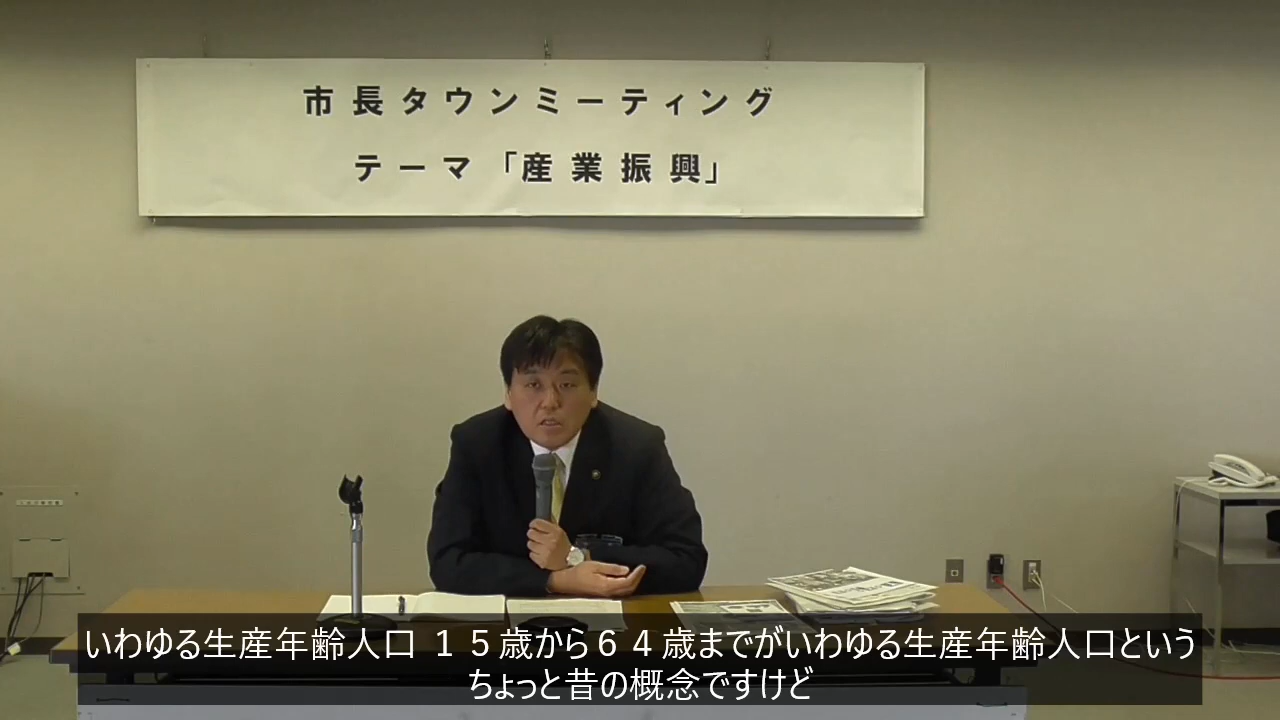 市長タウンミーティング
テーマ「産業振興」
いわゆる生産年齢人口 １５歳から６４歳までがいわゆる生産年齢人口という
ちょっと昔の概念ですけど